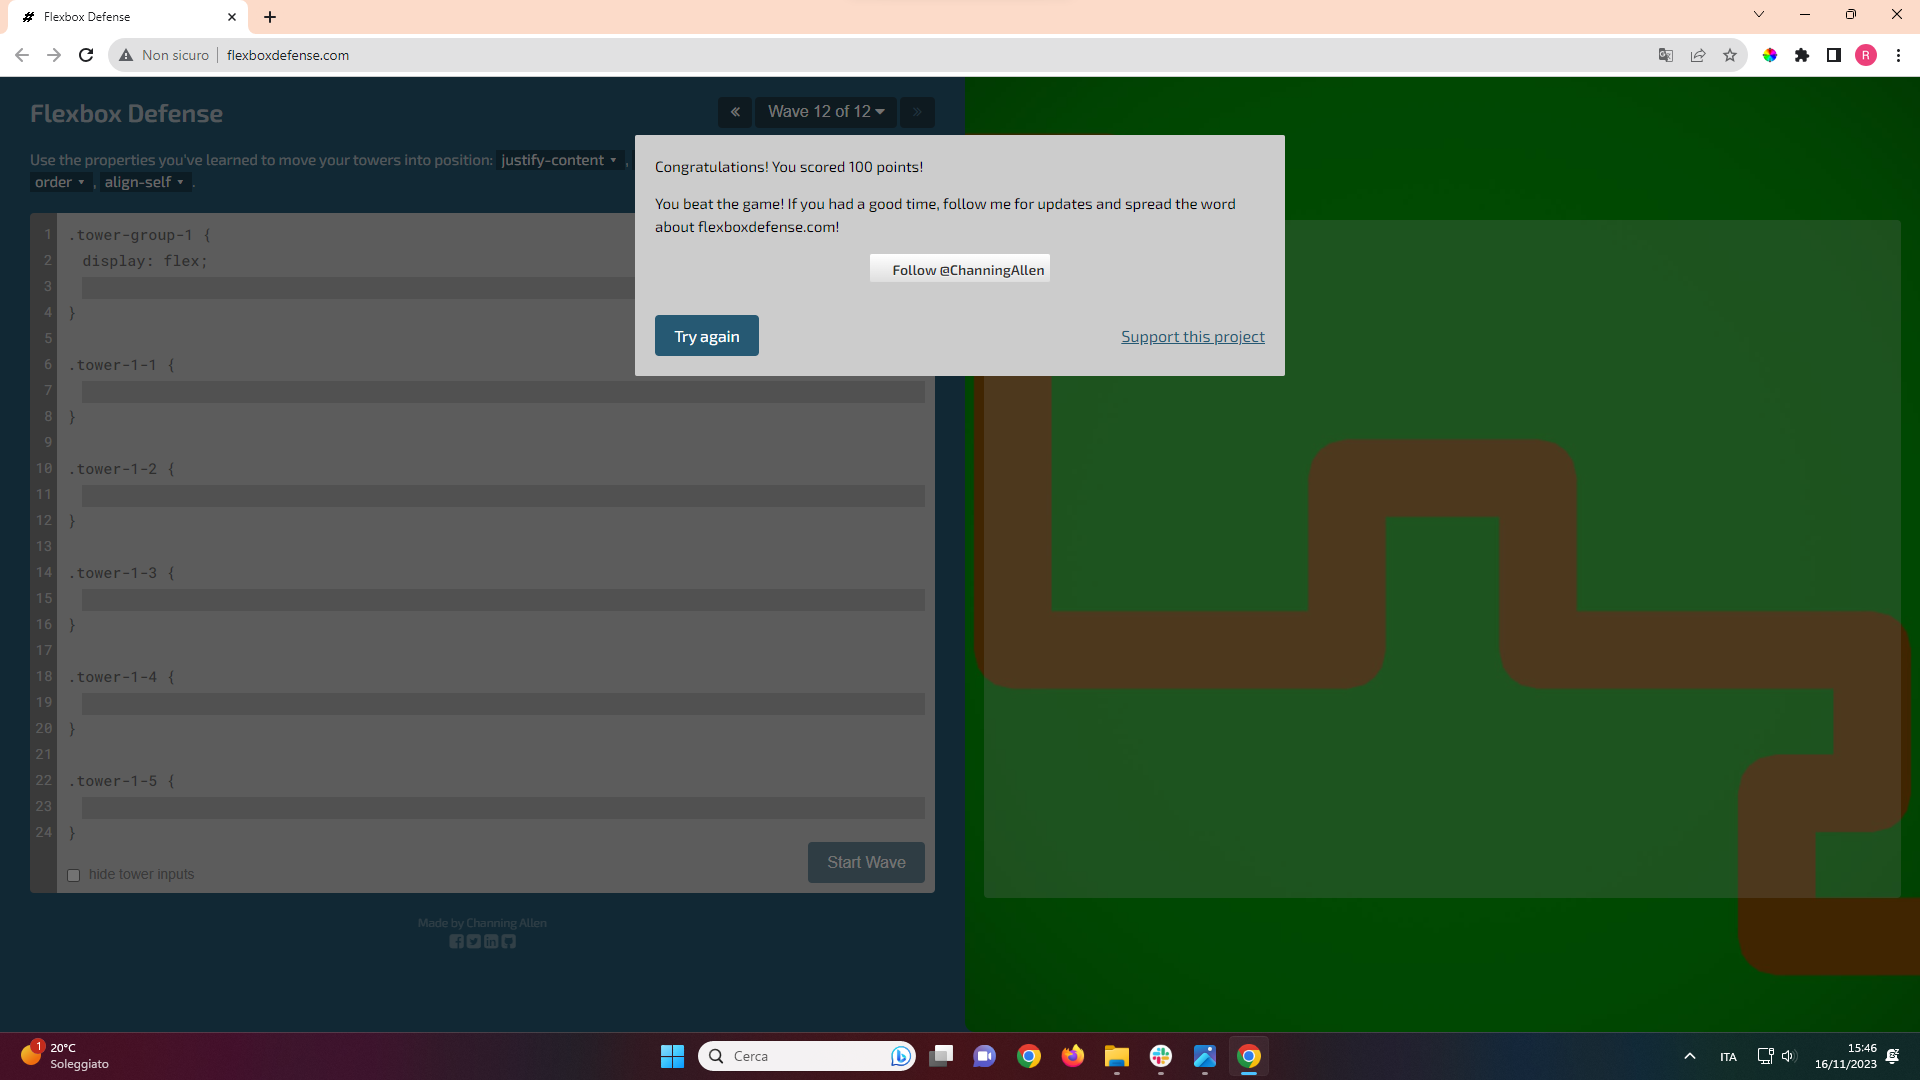 Flexbox Defense
Non sicuro
flexboxdefense.com
R
Flexbox Defense
« Wave 12 of 12 »
Use the properties you've learned to move your towers into position: justify-content ,
order , align-self .
Congratulations! You scored 100 points!
You beat the game! If you had a good time, follow me for updates and spread the word
about flexboxdefense.com!
Follow @ChanningAllen
Try again
Support this project
1 .tower-group-1 {
2 display: flex;
3
4 }
5
6 .tower-1-1 {
7
8 }
9
10 .tower-1-2 {
11
12 }
13
14 .tower-1-3 {
15
16 }
17
18 .tower-1-4 {
19
20 }
21
22 .tower-1-5 {
23
24 }
hide tower inputs
Start Wave
Made by Channing Allen
1
20°C
Soleggiato
Cerca
ITA
15:46
16/11/2023